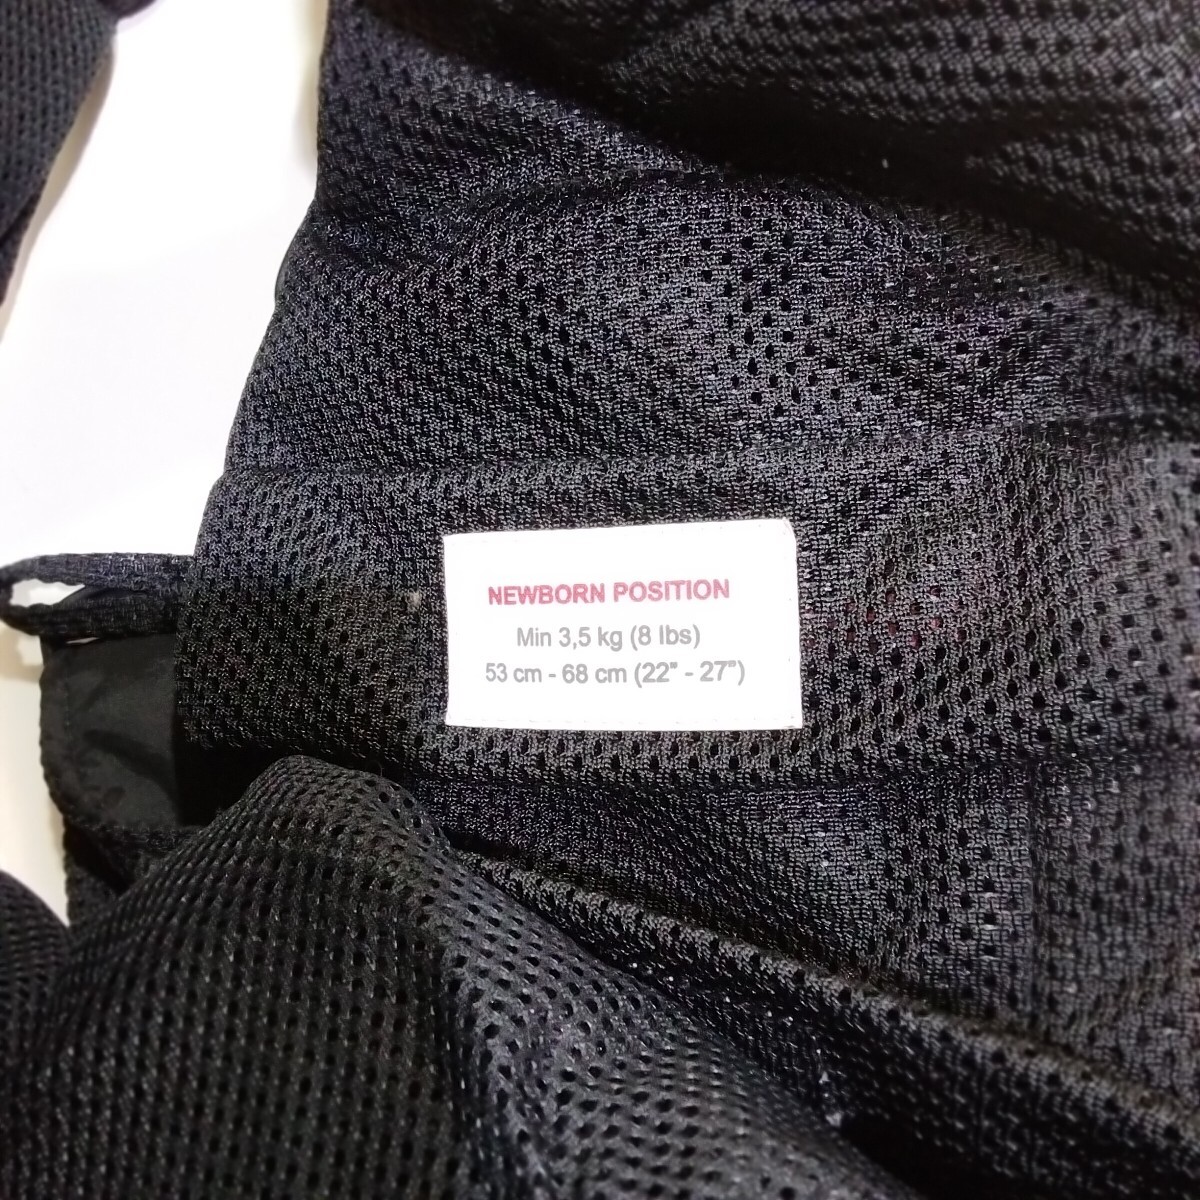 NEWBORN POSITION
Min 3,5 kg (8 lbs)
53 cm - 68 cm (22" - 27")